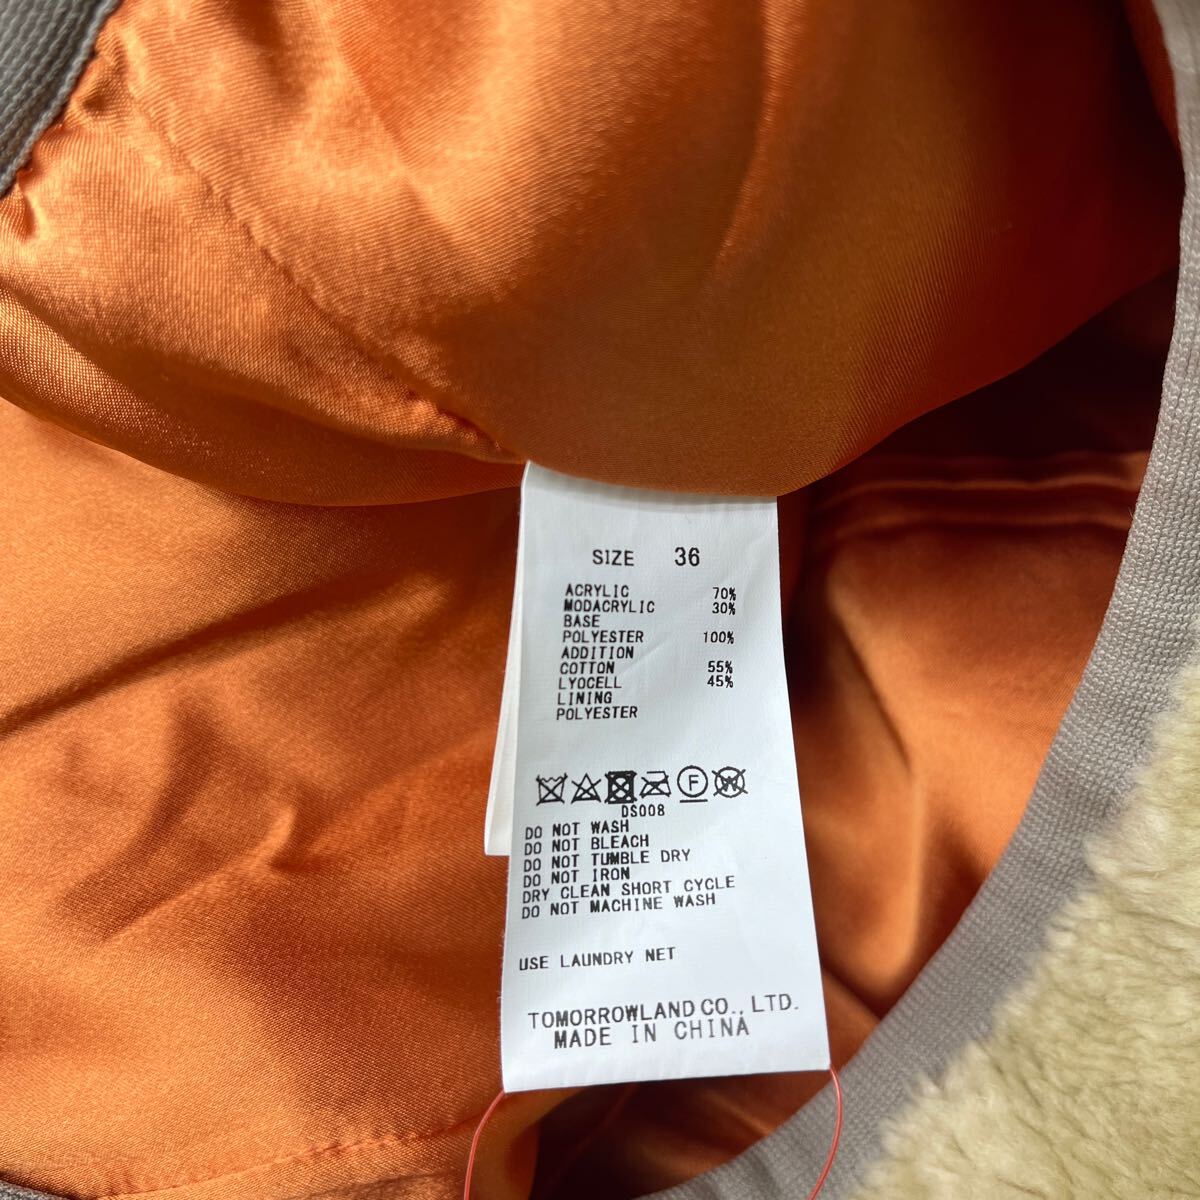 SIZE 36
ACRYLIC 70%
MODACRYLIC 30%
BASE
POLYESTER 100%
ADDITION
COTTON 55%
LYOCELL 45%
LINING
POLYESTER
F W
DS008
DO NOT WASH
DO NOT BLEACH
DO NOT TUMBLE DRY
DO NOT IRON
DRY CLEAN SHORT CYCLE
DO NOT MACHINE WASH
USE LAUNDRY NET
TOMORROWLAND CO., LTD.
MADE IN CHINA